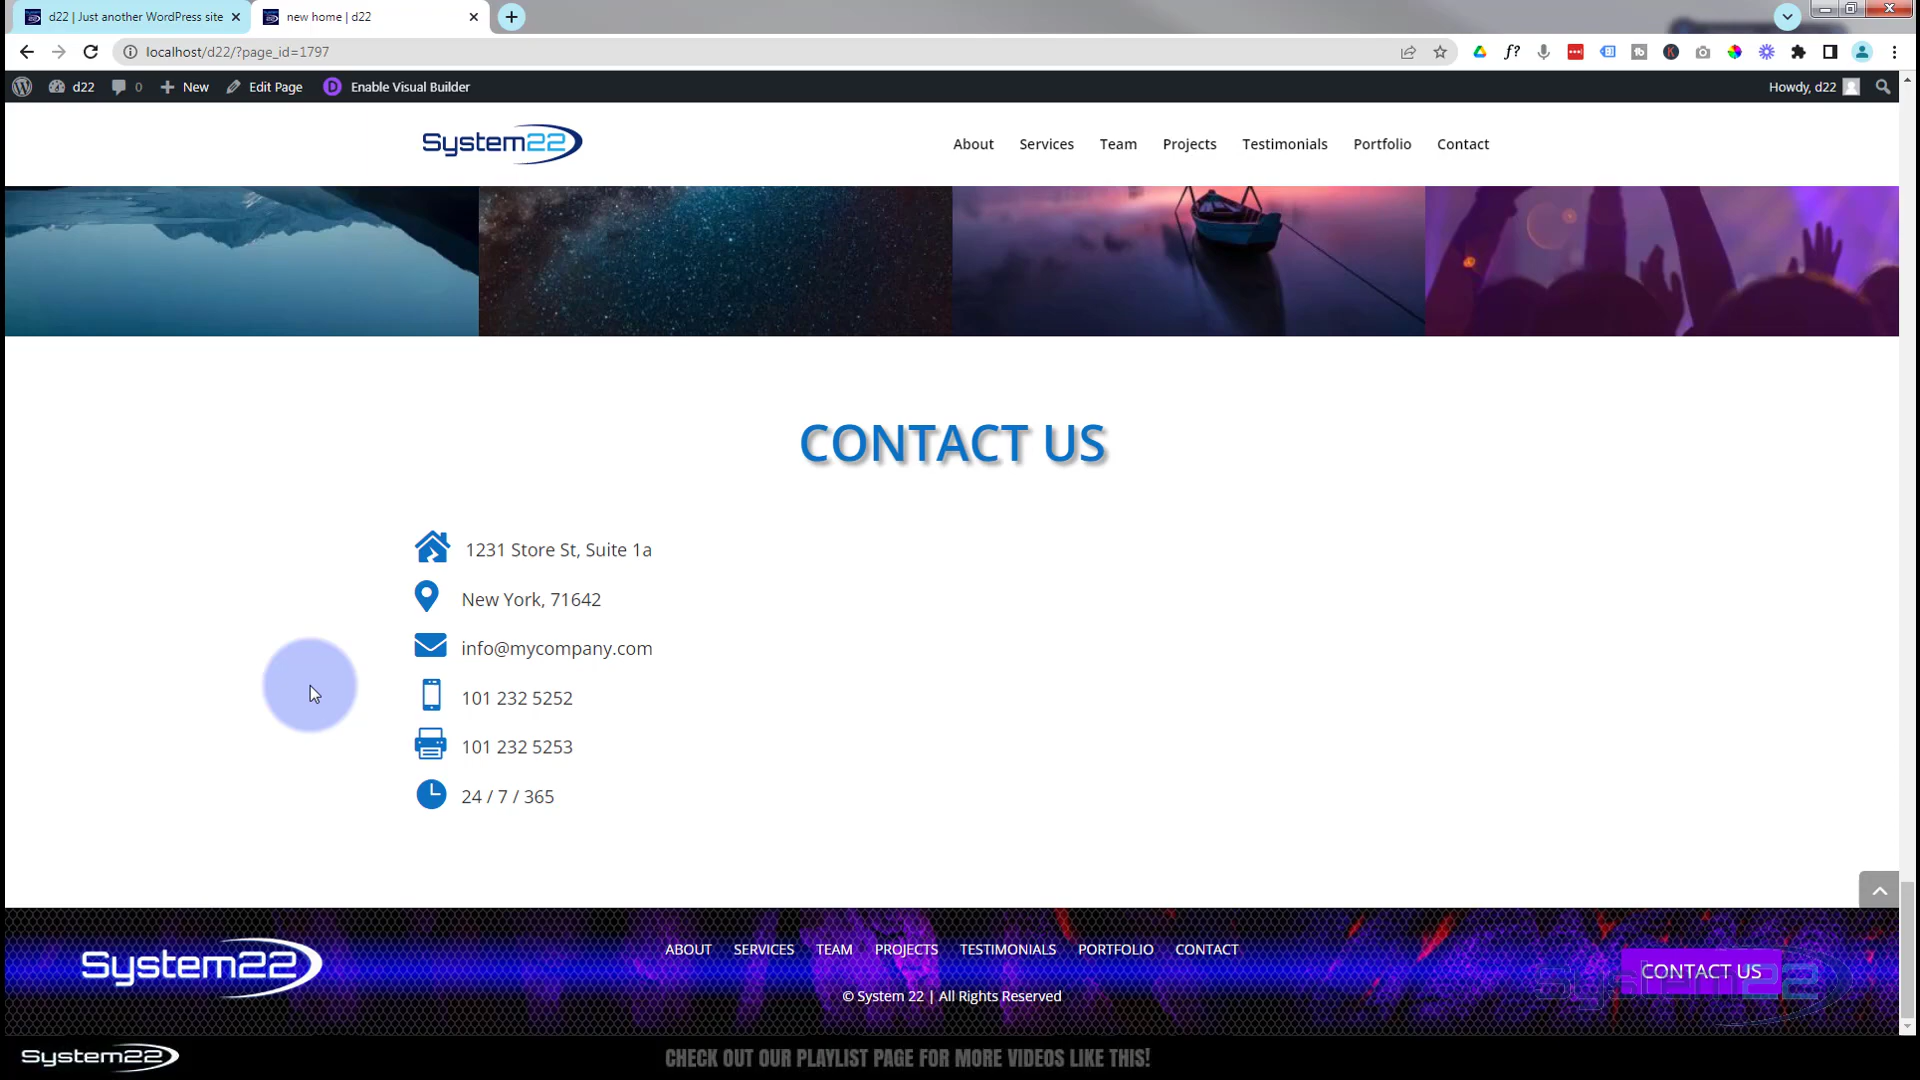 d22 | Just another WordPress site
new home | d22
localhost/d22/?page_id=1797
d22 0 New Edit Page Enable Visual Builder Howdy, d22
System22
About Services Team Projects Testimonials Portfolio Contact
CONTACT US
1231 Store St, Suite 1a
New York, 71642
info@mycompany.com
101 232 5252
101 232 5253
24 / 7 / 365
System22
ABOUT SERVICES TEAM PROJECTS TESTIMONIALS PORTFOLIO CONTACT
CONTACT US
System22
© System 22 | All Rights Reserved
System22
CHECK OUT OUR PLAYLIST PAGE FOR MORE VIDEOS LIKE THIS!